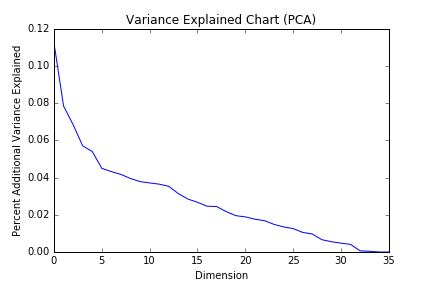 Variance Explained Chart (PCA)
Percent Additional Variance Explained
0.12
0.10
0.08
0.06
0.04
0.02
0.00
0 5 10 15 20 25 30 35
Dimension